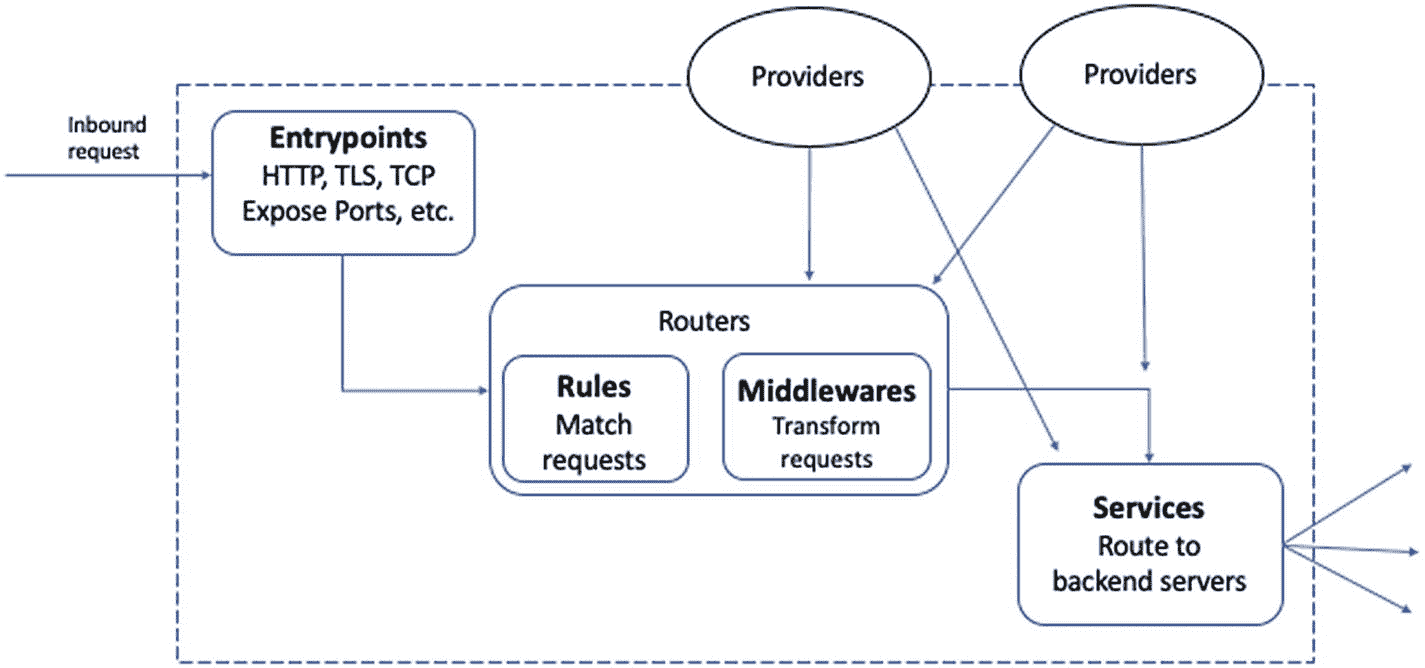 Providers
Providers
Inbound
request
Entrypoints
HTTP, TLS, TCP
Expose Ports, etc.
Routers
Rules
Match
requests
Middlewares
Transform
requests
Services
Route to
backend servers